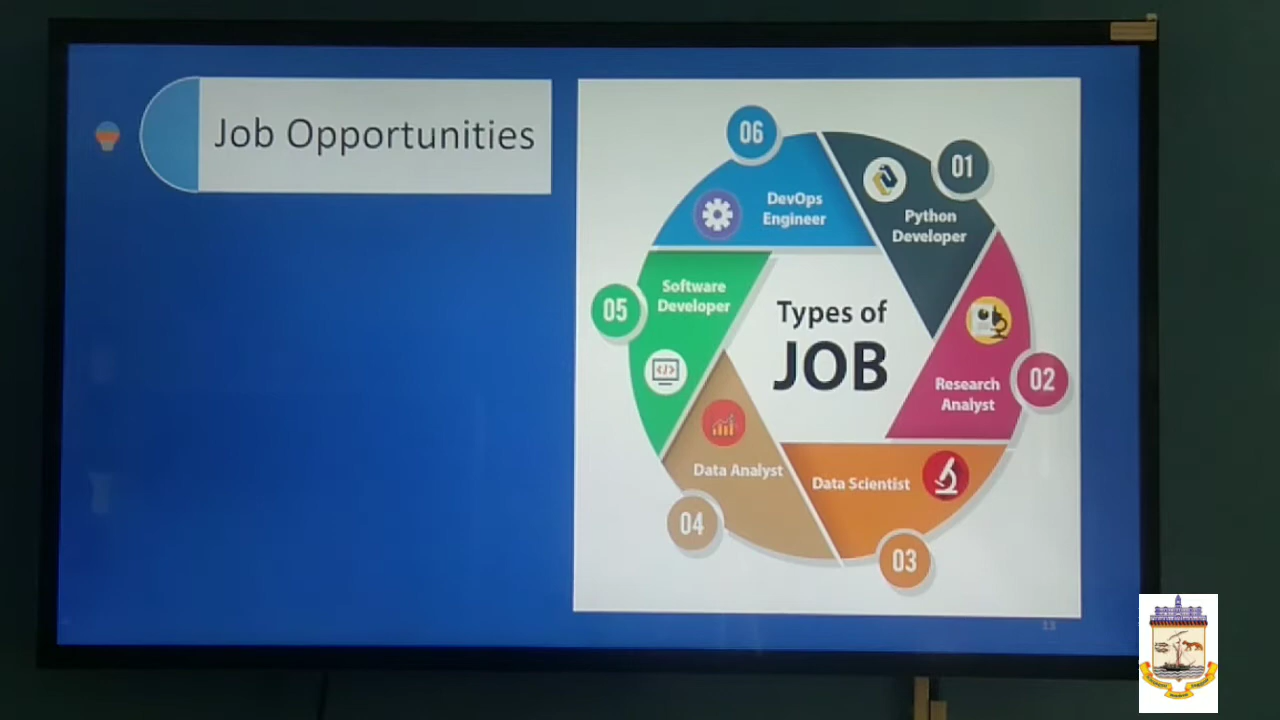 Job Opportunities
06
01
DevOps
Engineer
Python
Developer
05
Software
Developer
Types of
JOB
02
Research
Analyst
Data Analyst
Data Scientist
04
03
13